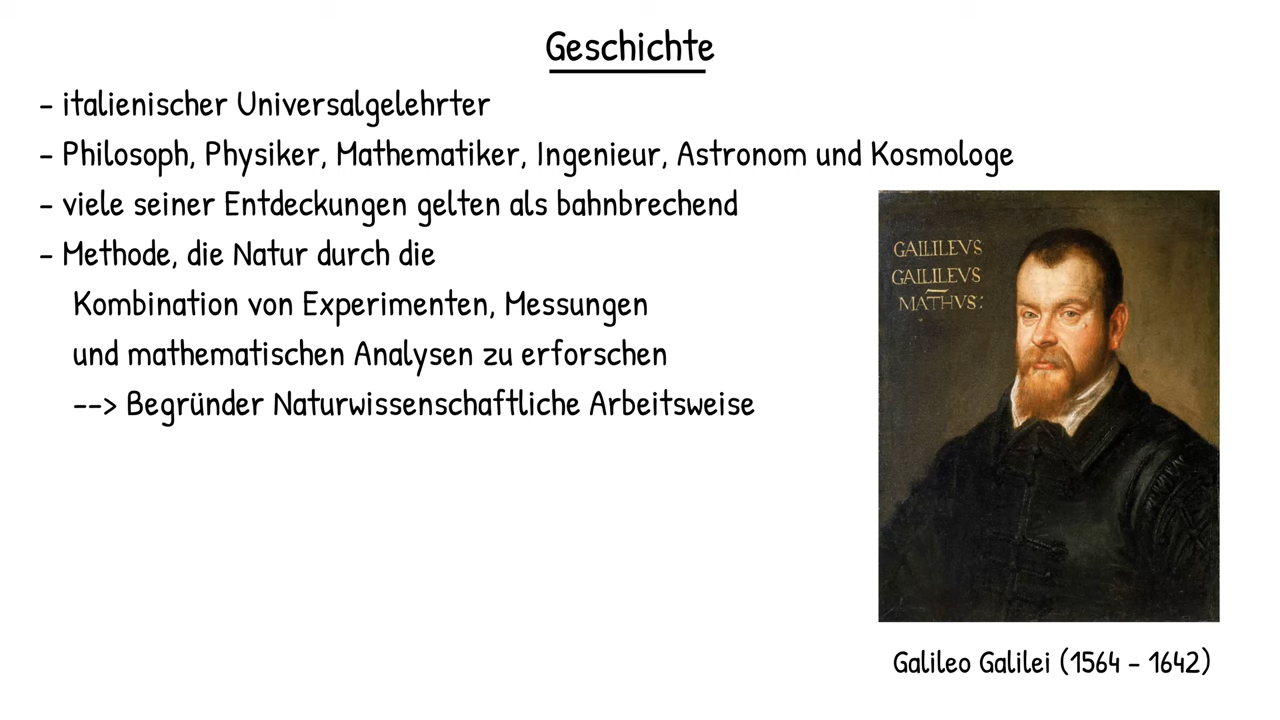 Geschichte
- italienischer Universalgelehrter
- Philosoph, Physiker, Mathematiker, Ingenieur, Astronom und Kosmologe
- viele seiner Entdeckungen gelten als bahnbrechend
- Methode, die Natur durch die
Kombination von Experimenten, Messungen
und mathematischen Analysen zu erforschen
--> Begründer Naturwissenschaftliche Arbeitsweise
GALILEVS
GALILEVS
MATHVS:
Galileo Galilei (1564 - 1642)